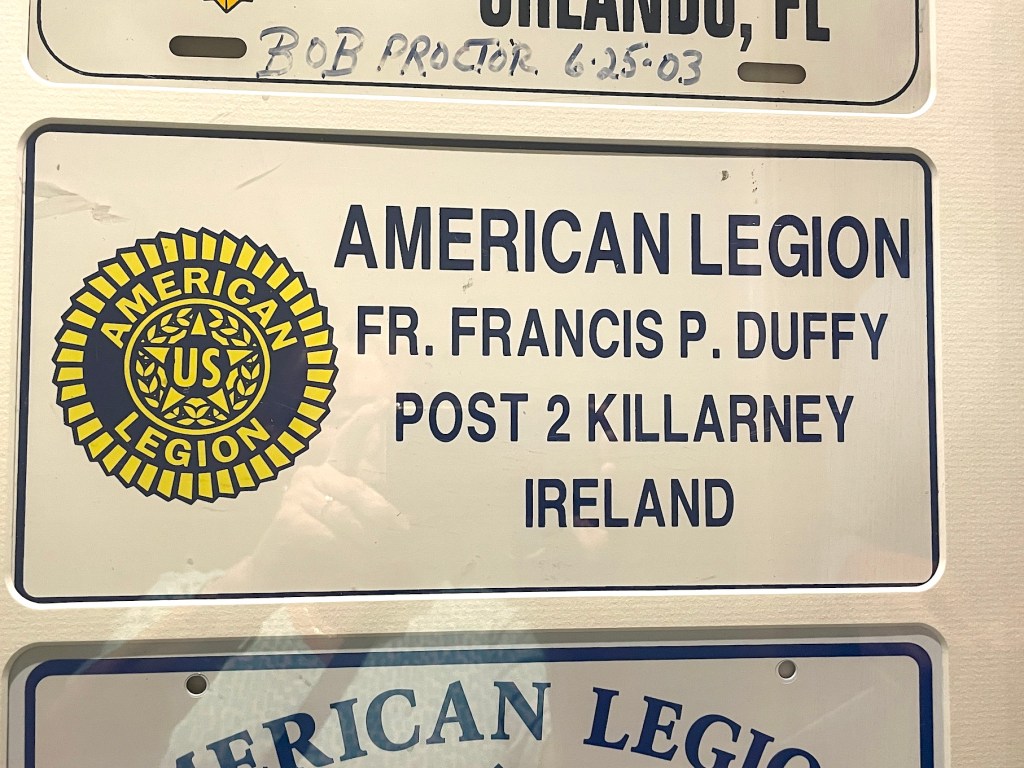 ORLANDO, FL
BOB PROCTOR 6-25-03
AMERICAN LEGION
FR. FRANCIS P. DUFFY
POST 2 KILLARNEY
IRELAND
AMERICAN
US
LEGION
AMERICAN LEGION